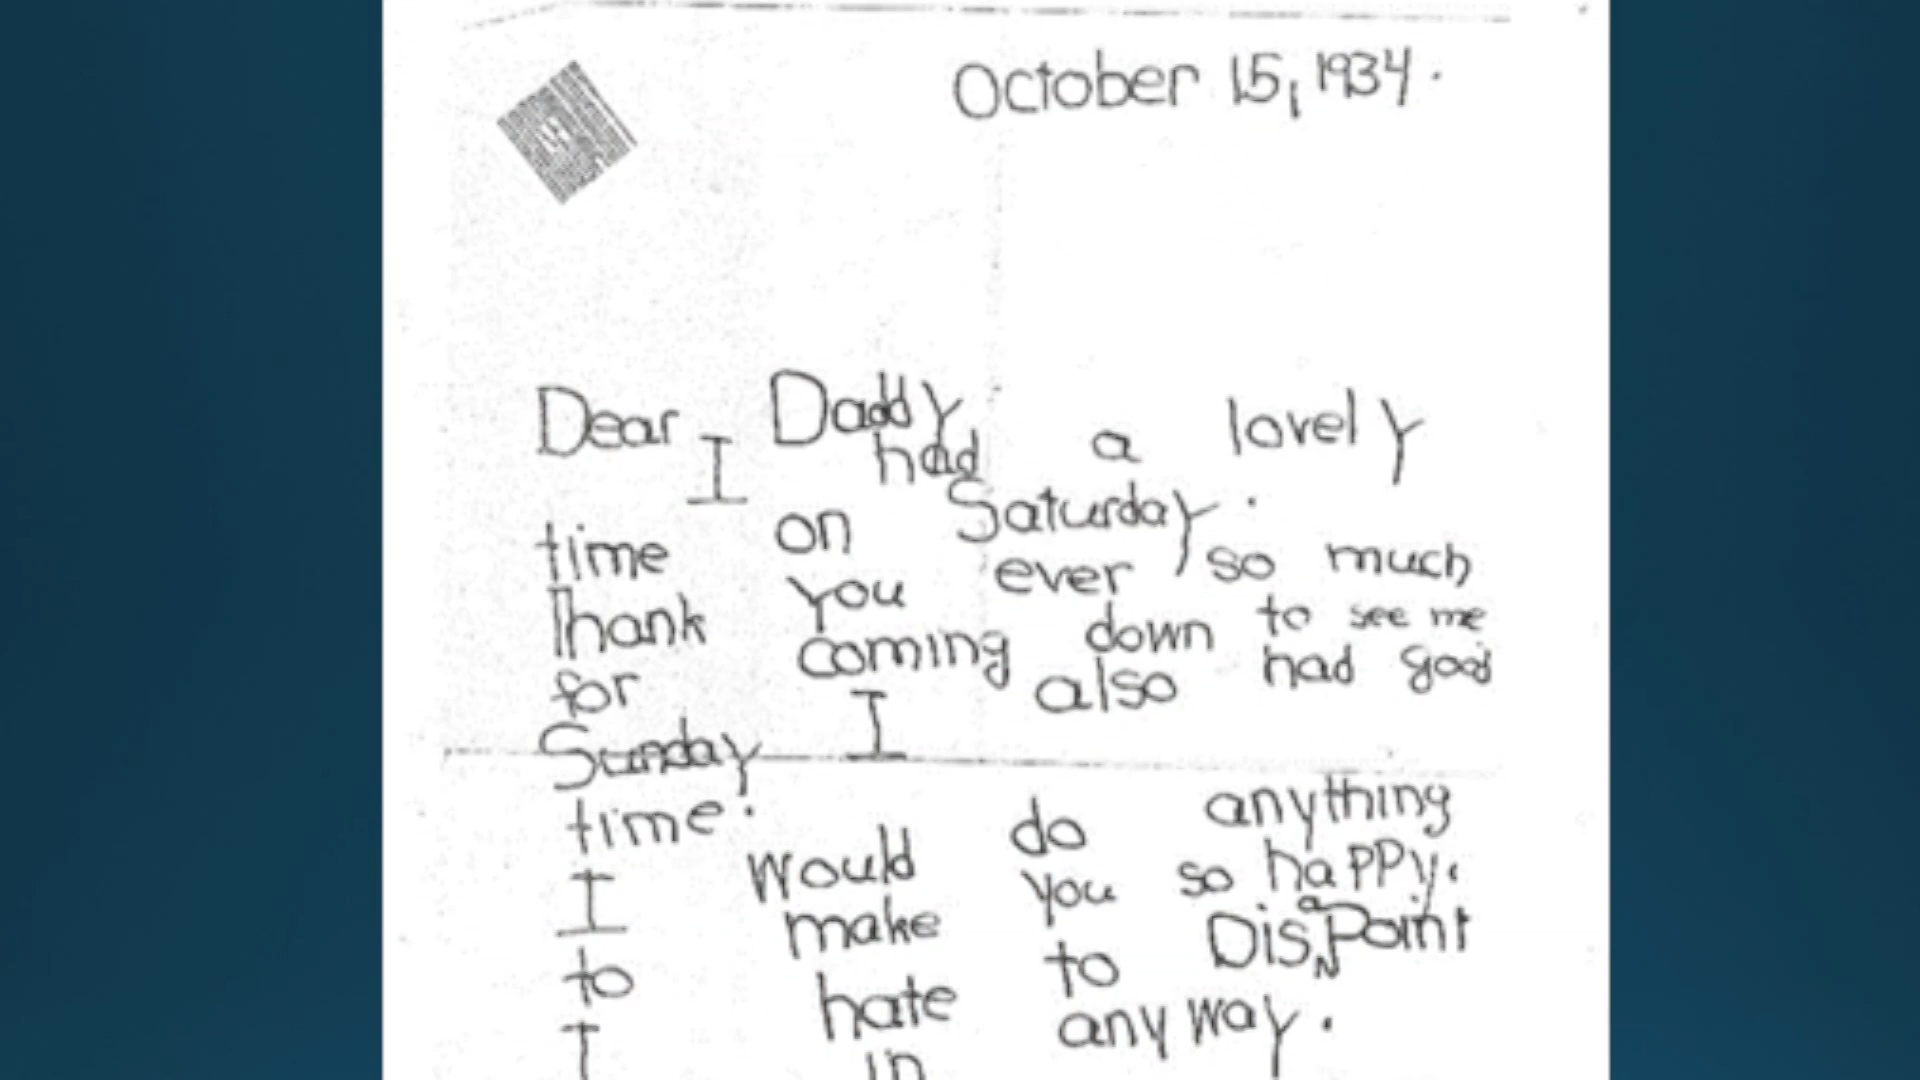 October 15, 1934.
Dear Daddy
I had a lovely
time on Saturday.
Thank you ever so much
for coming down to see me
Sunday I also had good
time.
I would do anything
to make you so happy.
I hate to DisaPoint
in any way.